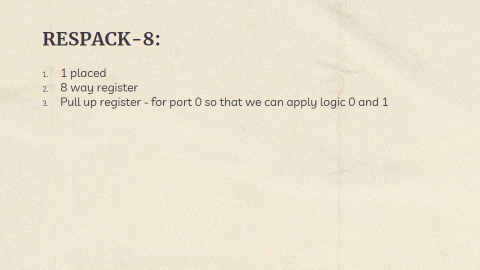 RESPACK-8:
1. 1 placed
2. 8 way register
3. Pull up register - for port 0 so that we can apply logic 0 and 1